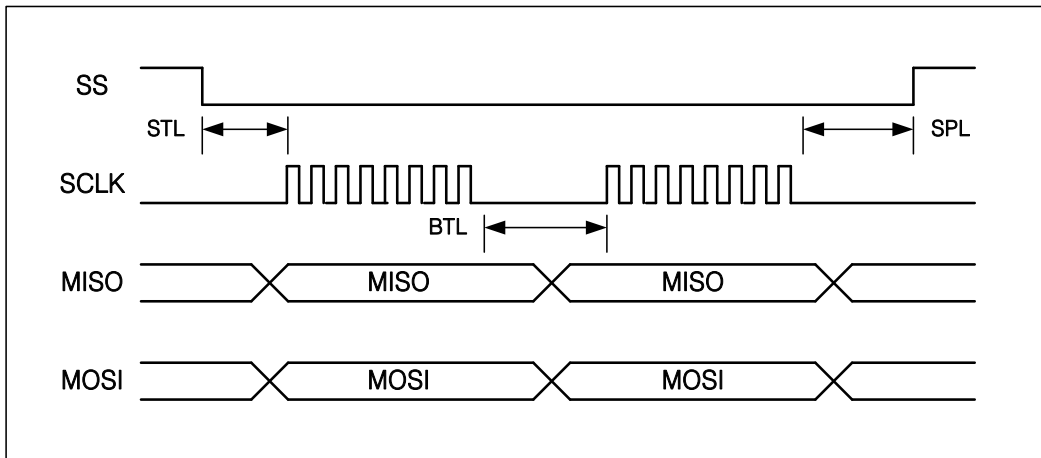 SS
STL
SPL
SCLK
BTL
MISO MISO MISO
MOSI MOSI MOSI